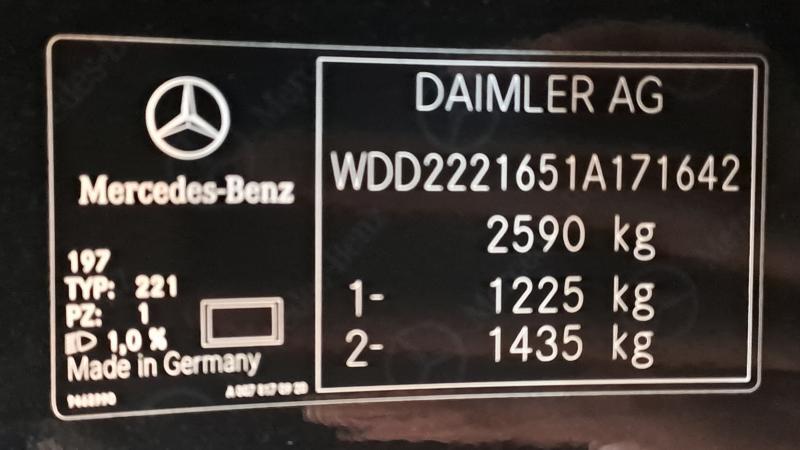 Mercedes-Benz
197
TYP: 221
PZ: 1
1,0 %
Made in Germany
DAIMLER AG
WDD2221651A171642
2590 kg
1- 1225 kg
2- 1435 kg